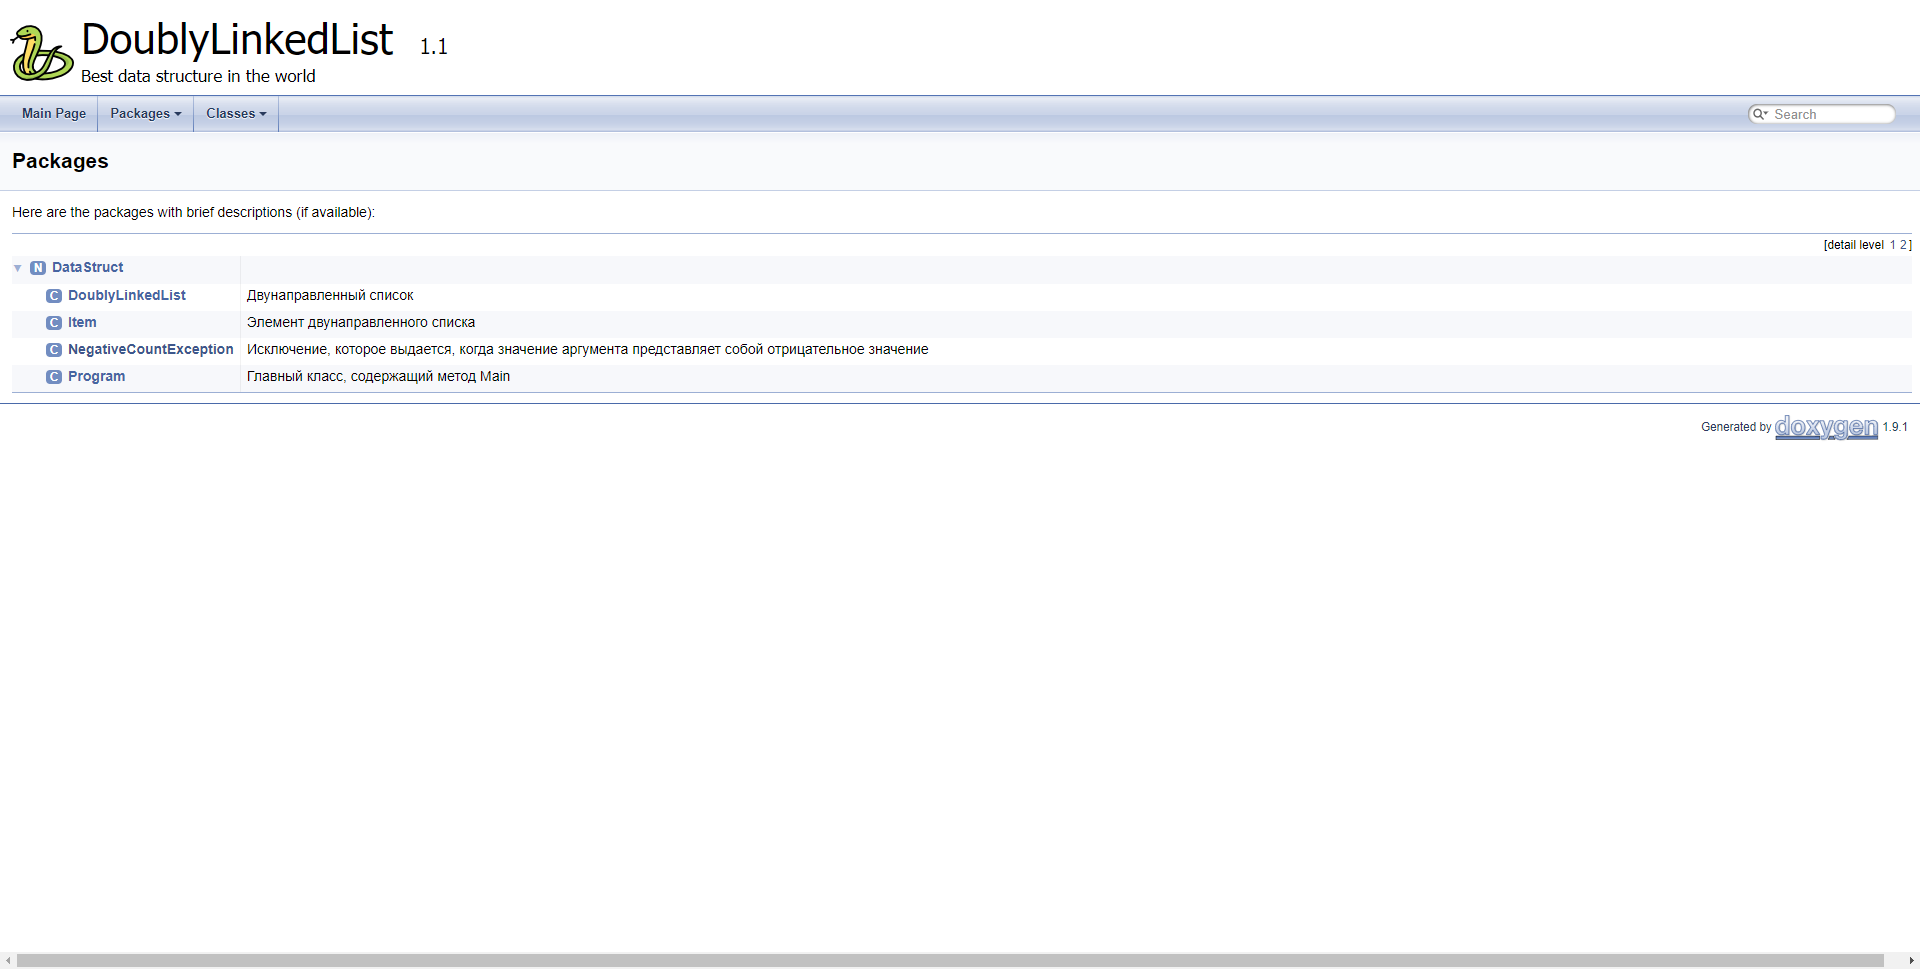 DoublyLinkedList 1.1
Best data structure in the world
Main Page Packages Classes Search
Packages
Here are the packages with brief descriptions (if available):
[detail level 1 2]
N DataStruct
C DoublyLinkedList Двунаправленный список
C Item Элемент двунаправленного списка
C NegativeCountException Исключение, которое выдается, когда значение аргумента представляет собой отрицательное значение
C Program Главный класс, содержащий метод Main
Generated by doxygen 1.9.1